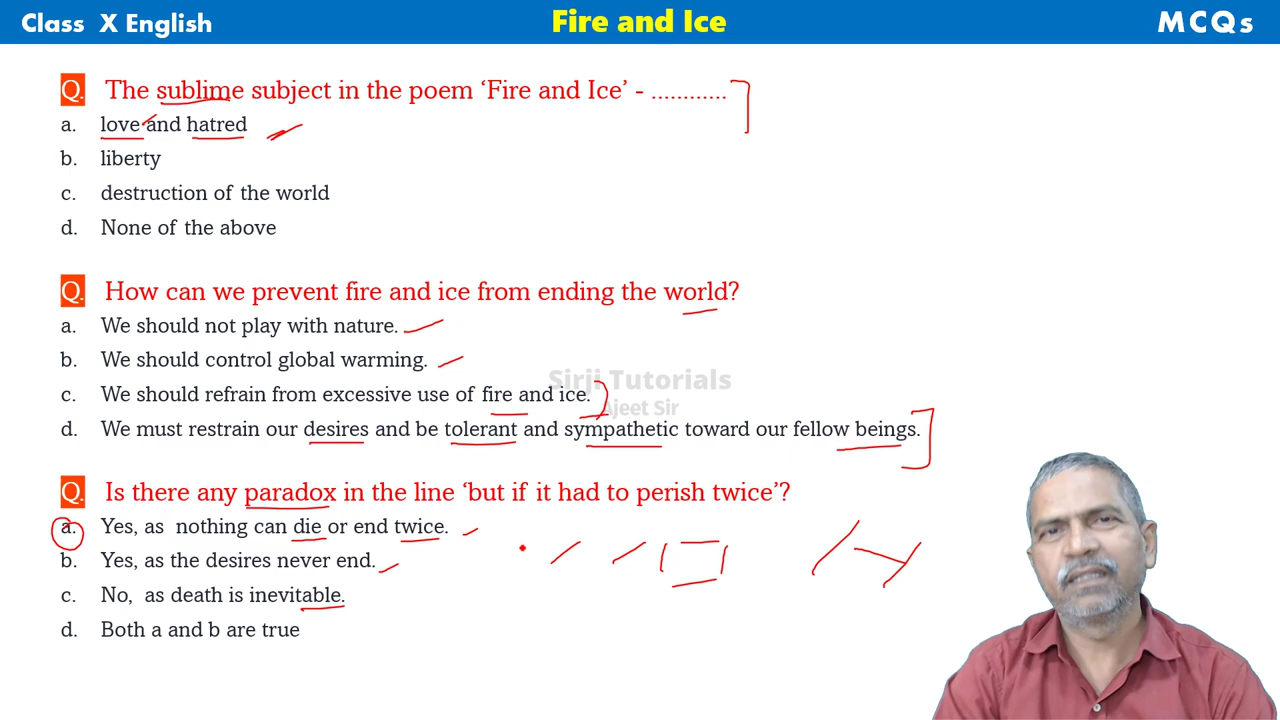 Class X English
Fire and Ice
MCQs
Q. The sublime subject in the poem ‘Fire and Ice’ - ............
a. love and hatred
b. liberty
c. destruction of the world
d. None of the above
Q. How can we prevent fire and ice from ending the world?
a. We should not play with nature.
b. We should control global warming.
Sirji Tutorials
c. We should refrain from excessive use of fire and ice.
Ajeet Sir
d. We must restrain our desires and be tolerant and sympathetic toward our fellow beings.
Q. Is there any paradox in the line ‘but if it had to perish twice’?
a. Yes, as nothing can die or end twice.
b. Yes, as the desires never end.
c. No, as death is inevitable.
d. Both a and b are true